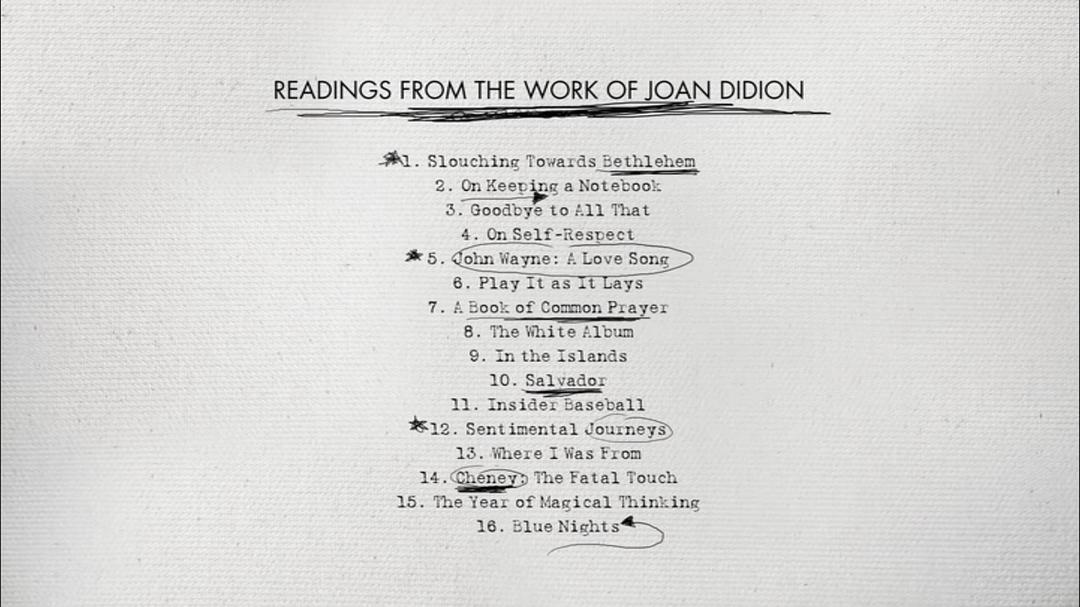 READINGS FROM THE WORK OF JOAN DIDION
1. Slouching Towards Bethlehem
2. On Keeping a Notebook
3. Goodbye to All That
4. On Self-Respect
5. John Wayne: A Love Song
6. Play It as It Lays
7. A Book of Common Prayer
8. The White Album
9. In the Islands
10. Salvador
11. Insider Baseball
12. Sentimental Journeys
13. Where I Was From
14. Cheney: The Fatal Touch
15. The Year of Magical Thinking
16. Blue Nights